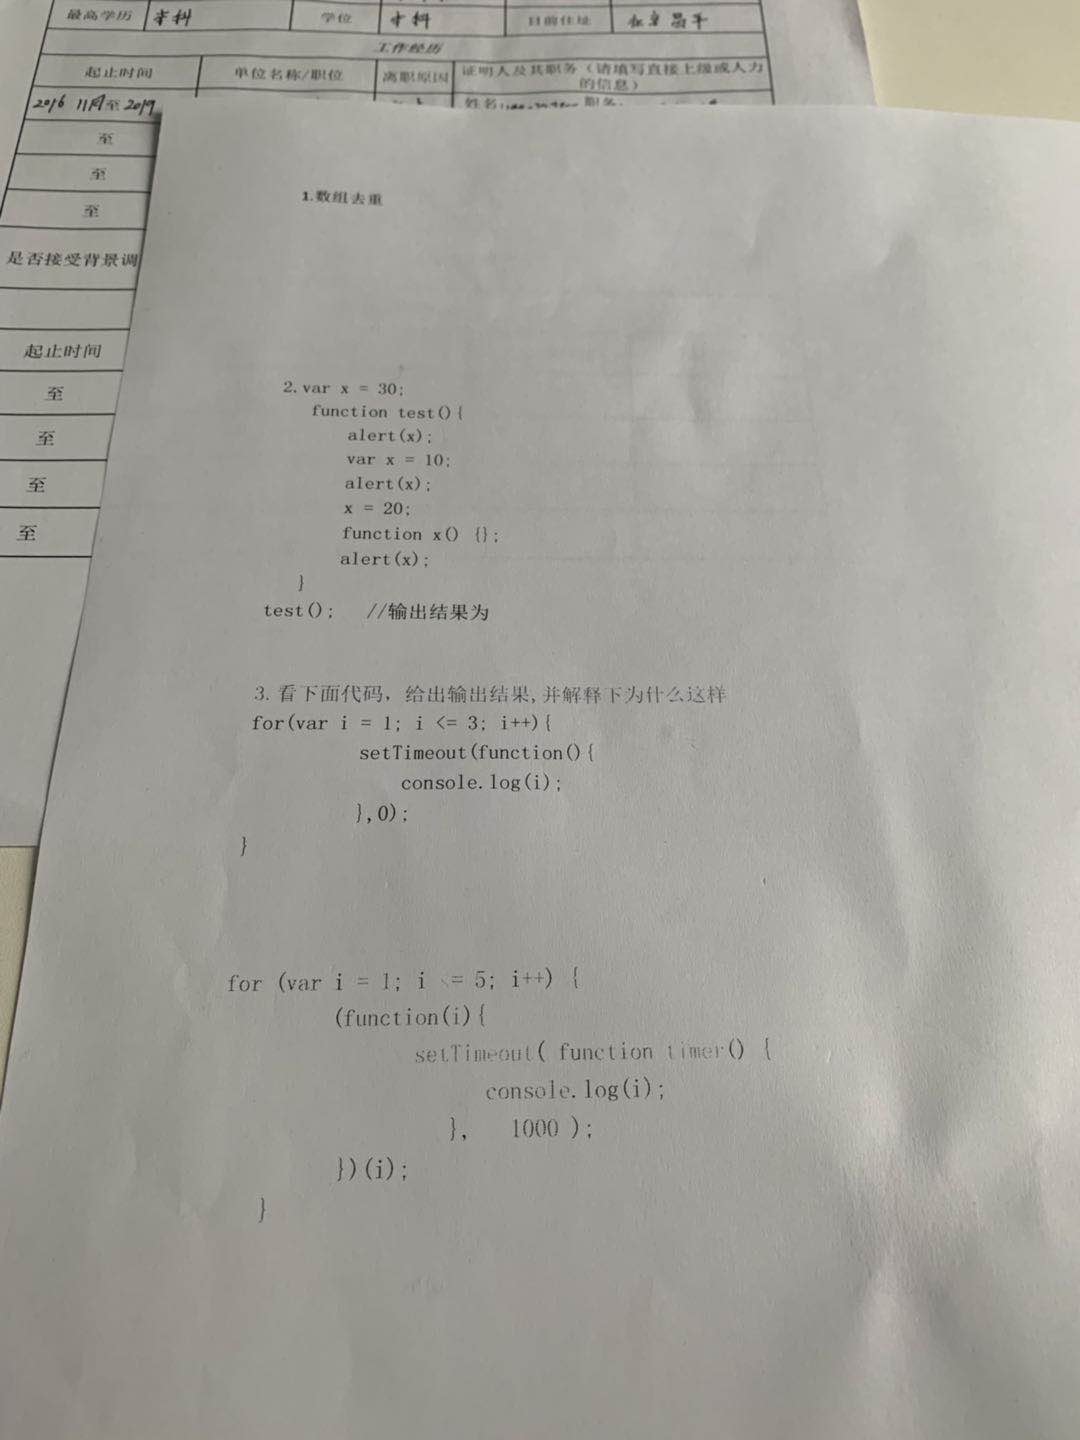 最高学历 本科 学位 本科 目前住址 北京昌平
工作经历
起止时间 单位名称/职位 离职原因 证明人及其职务（请填写直接上级或人力
的信息）
2016 11月至 2019 姓名 职务:
至
至
至
是否接受背景调
起止时间
至
至
至
至
1.数组去重
2.var x = 30;
function test(){
alert(x);
var x = 10;
alert(x);
x = 20;
function x() {};
alert(x);
}
test(); //输出结果为
3.看下面代码，给出输出结果,并解释下为什么这样
for(var i = 1; i <= 3; i++){
setTimeout(function(){
console.log(i);
},0);
}
for (var i = 1; i <= 5; i++) {
(function(i){
setTimeout( function timer() {
console.log(i);
}, 1000 );
})(i);
}